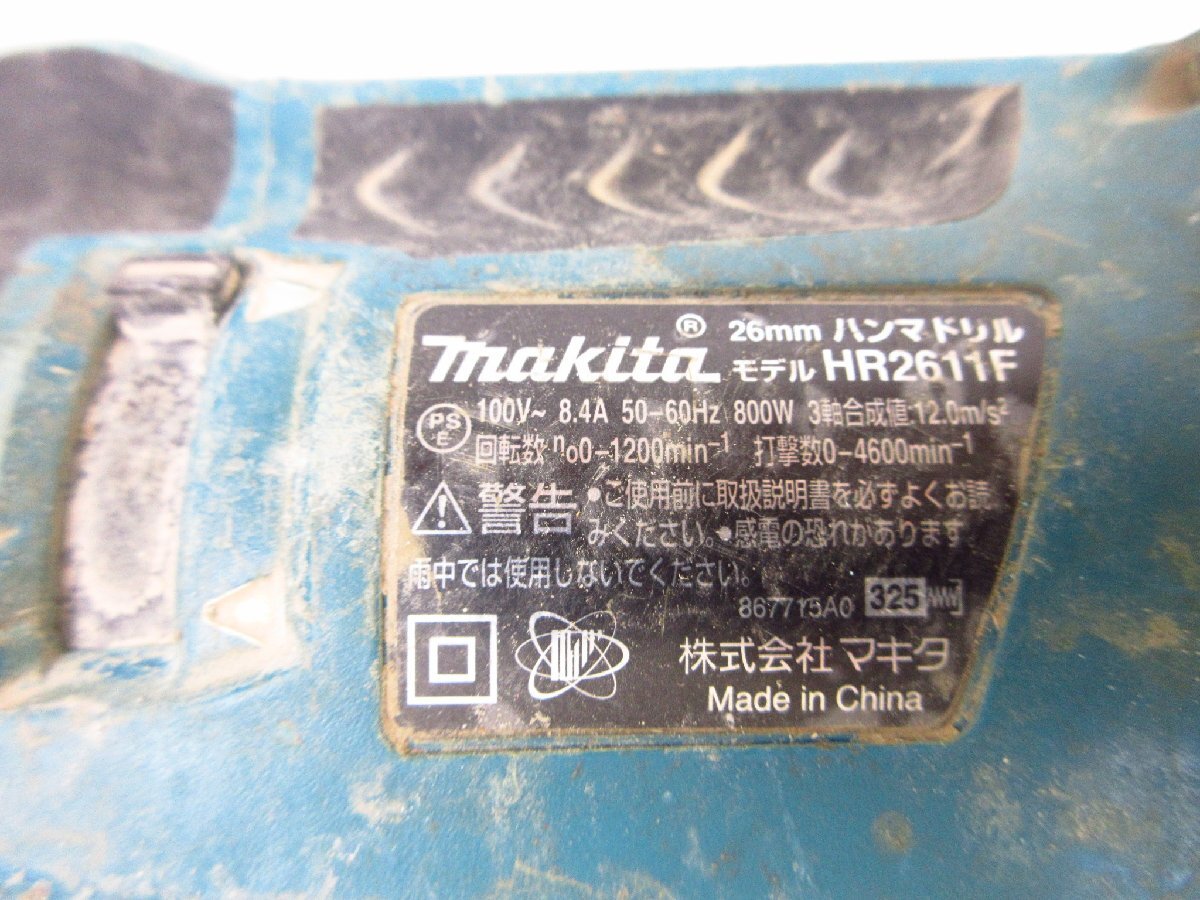 makita® 26mm ハンマドリル
モデル HR2611F
PS E 100V~ 8.4A 50-60Hz 800W 3軸合成値:12.0m/s²
回転数 n₀0-1200min⁻¹ 打撃数0-4600min⁻¹
警告 •ご使用前に取扱説明書を必ずよくお読
みください。•感電の恐れがあります
雨中では使用しないでください。
867715A0 325
株式会社 マキタ
Made in China